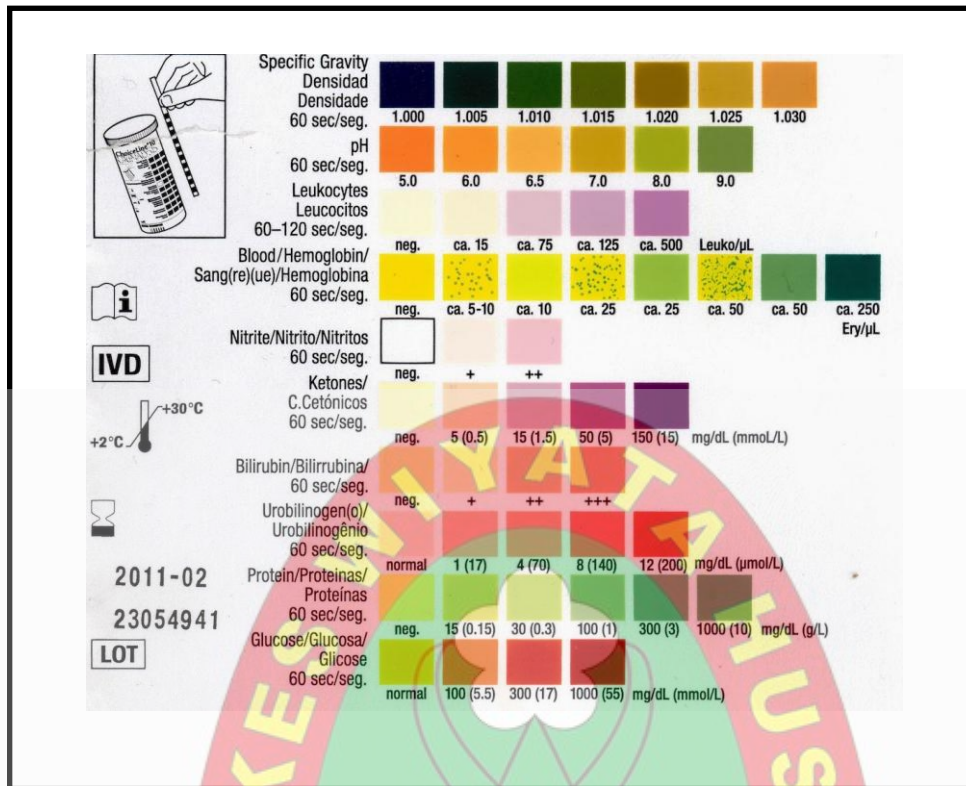 Specific Gravity
Densidad
Densidade
60 sec/seg.
1.000 1.005 1.010 1.015 1.020 1.025 1.030
pH
60 sec/seg.
5.0 6.0 6.5 7.0 8.0 9.0
Leukocytes
Leucocitos
60–120 sec/seg.
neg. ca. 15 ca. 75 ca. 125 ca. 500 Leuko/µL
Blood/Hemoglobin/
Sang(re)(ue)/Hemoglobina
60 sec/seg.
neg. ca. 5-10 ca. 10 ca. 25 ca. 25 ca. 50 ca. 50 ca. 250
Ery/µL
Nitrite/Nitrito/Nitritos
60 sec/seg.
neg. + ++
IVD
Ketones/
C.Cetónicos
60 sec/seg.
neg. 5 (0.5) 15 (1.5) 50 (5) 150 (15) mg/dL (mmoL/L)
+30°C
+2°C
Bilirubin/Bilirrubina/
60 sec/seg.
neg. + ++ +++
Urobilinogen(o)/
Urobilinogênio
60 sec/seg.
normal 1 (17) 4 (70) 8 (140) 12 (200) mg/dL (µmol/L)
2011-02
23054941
LOT
Protein/Proteinas/
Proteínas
60 sec/seg.
neg. 15 (0.15) 30 (0.3) 100 (1) 300 (3) 1000 (10) mg/dL (g/L)
Glucose/Glucosa/
Glicose
60 sec/seg.
normal 100 (5.5) 300 (17) 1000 (55) mg/dL (mmol/L)
KES WIYATA HUS